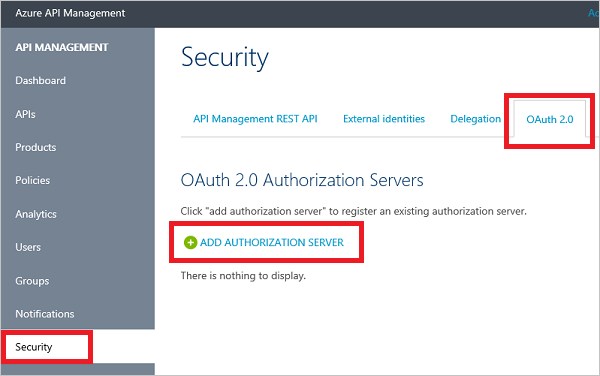 Azure API Management
API MANAGEMENT
Dashboard
APIs
Products
Policies
Analytics
Users
Groups
Notifications
Security
Security
API Management REST API
External identities
Delegation
OAuth 2.0
OAuth 2.0 Authorization Servers
Click "add authorization server" to register an existing authorization server.
ADD AUTHORIZATION SERVER
There is nothing to display.